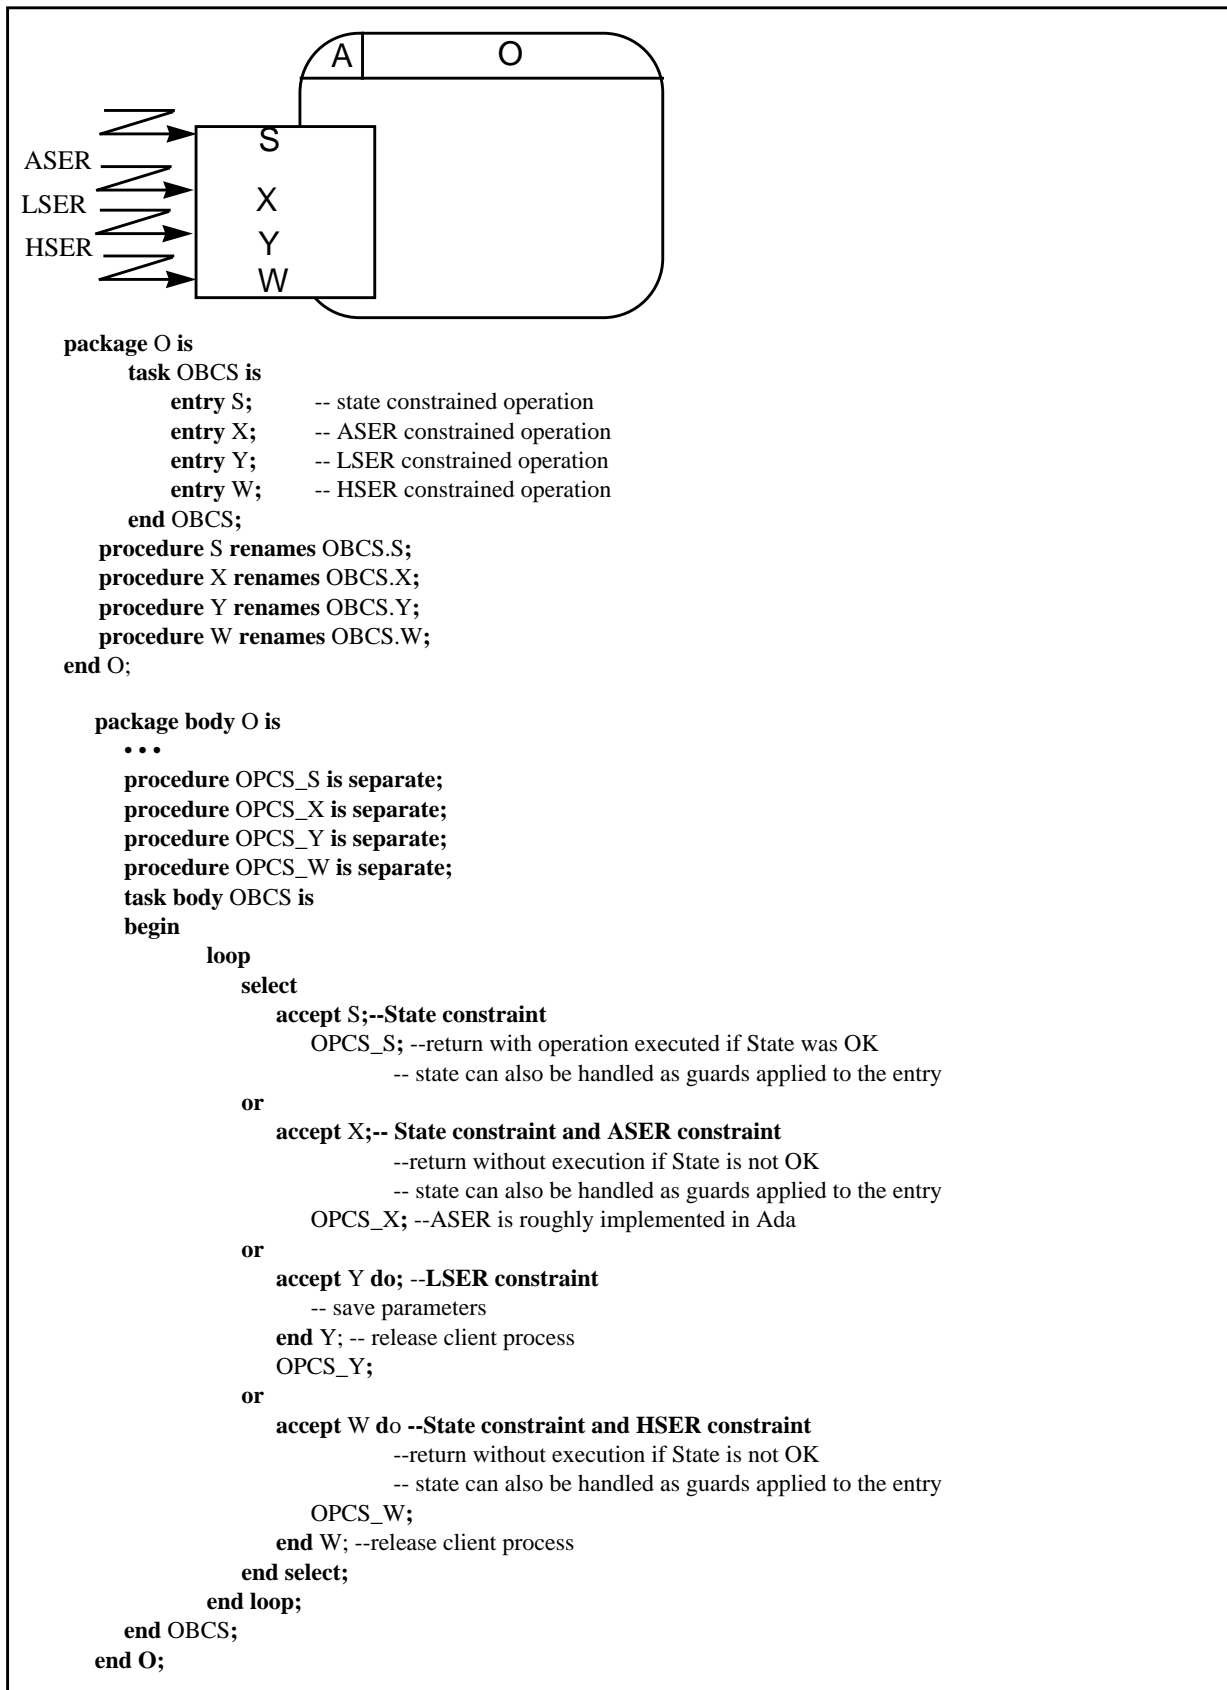 A O
S
ASER
X
LSER
Y
HSER
W
package O is
task OBCS is
entry S; -- state constrained operation
entry X; -- ASER constrained operation
entry Y; -- LSER constrained operation
entry W; -- HSER constrained operation
end OBCS;
procedure S renames OBCS.S;
procedure X renames OBCS.X;
procedure Y renames OBCS.Y;
procedure W renames OBCS.W;
end O;
package body O is
• • •
procedure OPCS_S is separate;
procedure OPCS_X is separate;
procedure OPCS_Y is separate;
procedure OPCS_W is separate;
task body OBCS is
begin
loop
select
accept S;--State constraint
OPCS_S; --return with operation executed if State was OK
-- state can also be handled as guards applied to the entry
or
accept X;-- State constraint and ASER constraint
--return without execution if State is not OK
-- state can also be handled as guards applied to the entry
OPCS_X; --ASER is roughly implemented in Ada
or
accept Y do; --LSER constraint
-- save parameters
end Y; -- release client process
OPCS_Y;
or
accept W do --State constraint and HSER constraint
--return without execution if State is not OK
-- state can also be handled as guards applied to the entry
OPCS_W;
end W; --release client process
end select;
end loop;
end OBCS;
end O;